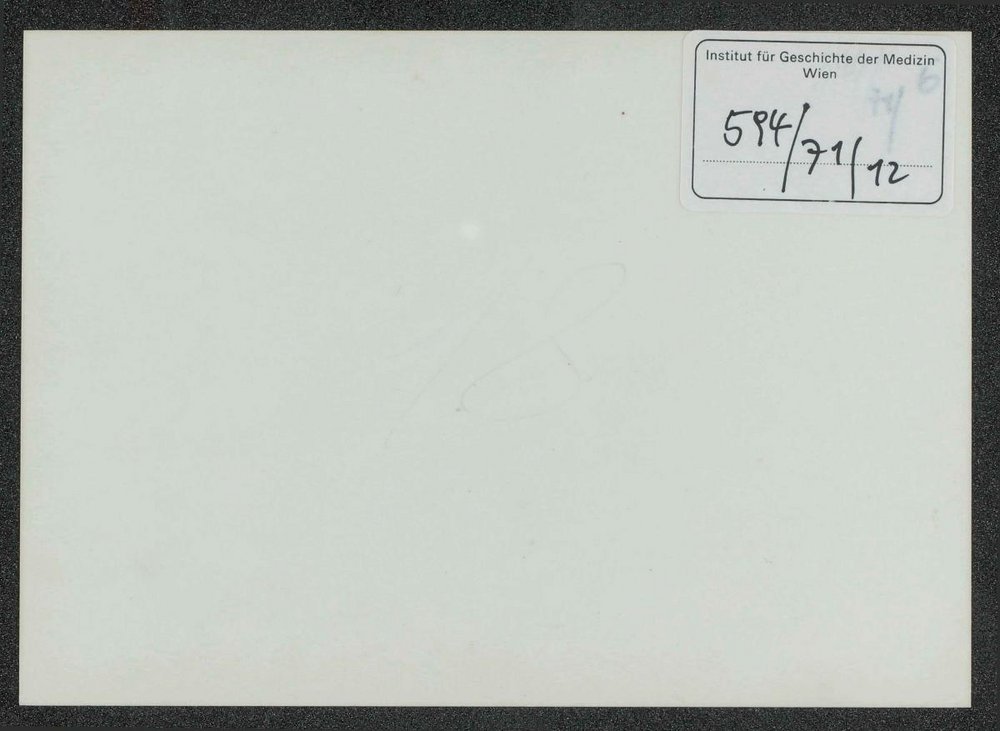 Institut für Geschichte der Medizin
Wien
594/71/12